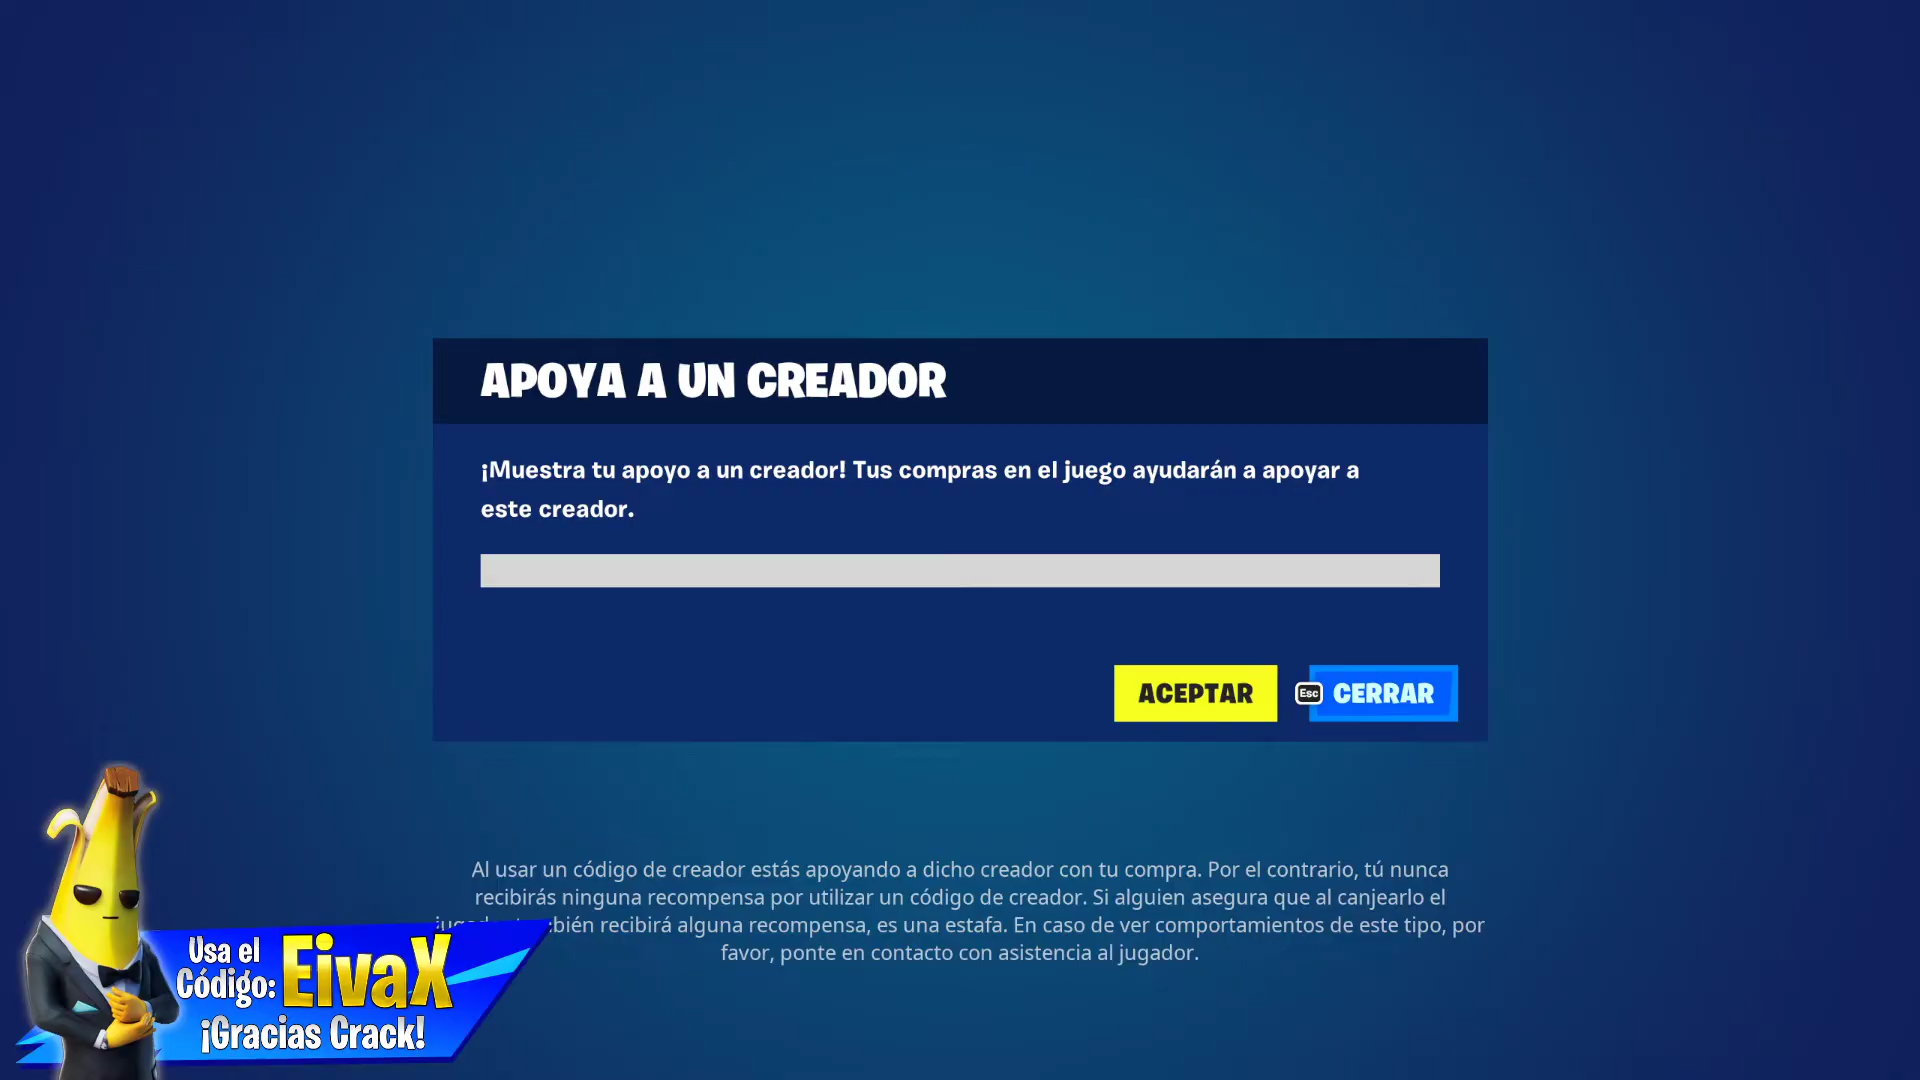 APOYA A UN CREADOR
¡Muestra tu apoyo a un creador! Tus compras en el juego ayudarán a apoyar a
este creador.
ACEPTAR
Esc CERRAR
Al usar un código de creador estás apoyando a dicho creador con tu compra. Por el contrario, tú nunca
recibirás ninguna recompensa por utilizar un código de creador. Si alguien asegura que al canjearlo el
recibirá alguna recompensa, es una estafa. En caso de ver comportamientos de este tipo, por
favor, ponte en contacto con asistencia al jugador.
Usa el
Código: EivaX
¡Gracias Crack!